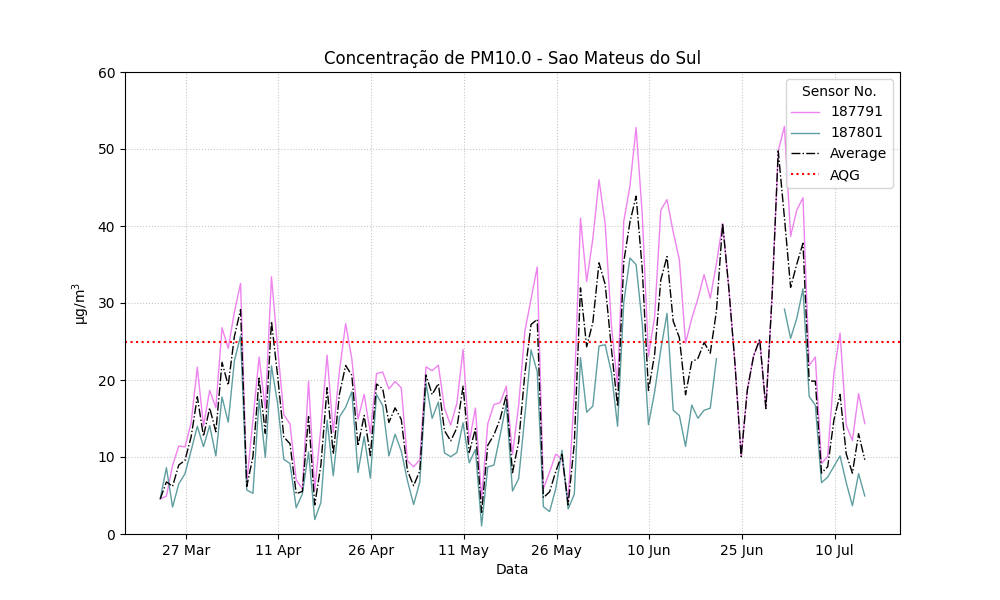 Concentração de PM10.0 - Sao Mateus do Sul
60
50
40
30
20
10
0
µg/m³
27 Mar
11 Apr
26 Apr
11 May
26 May
10 Jun
25 Jun
10 Jul
Data
Sensor No.
187791
187801
Average
AQG